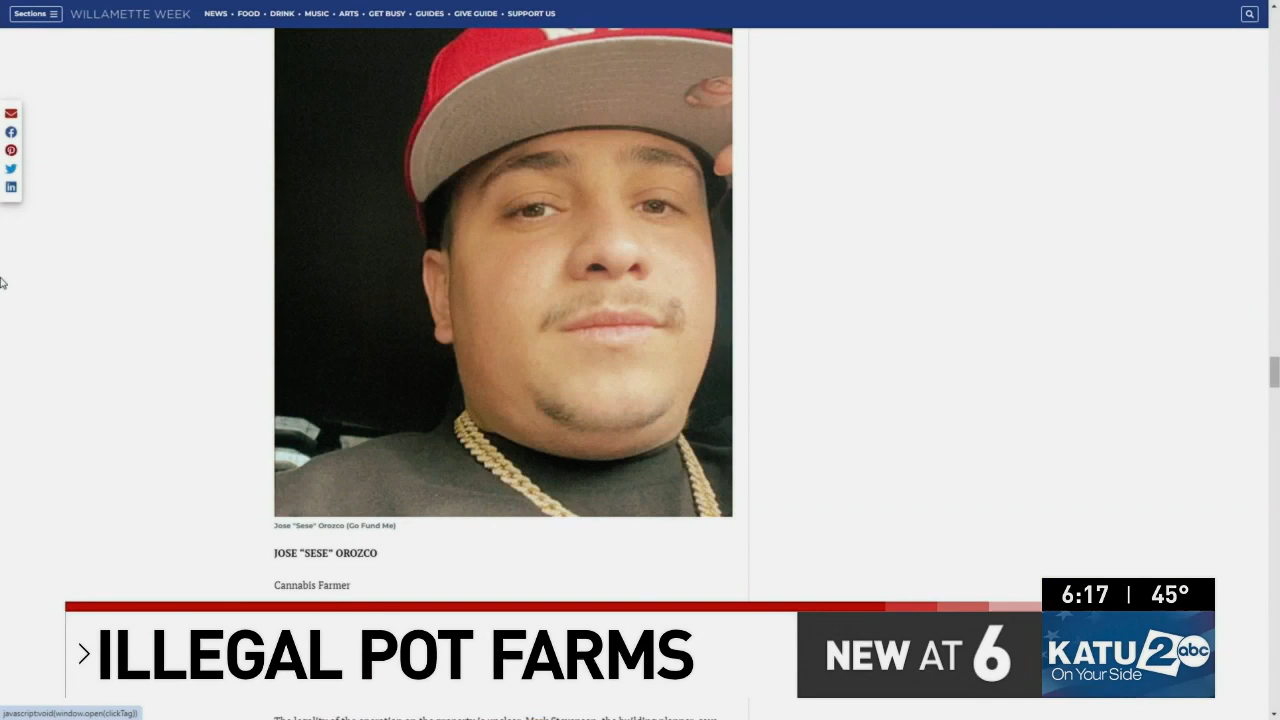 Sections
WILLAMETTE WEEK
NEWS • FOOD • DRINK • MUSIC • ARTS • GET BUSY • GUIDES • GIVE GUIDE • SUPPORT US
Jose "Sese" Orozco (Go Fund Me)
JOSE “SESE” OROZCO
Cannabis Farmer
6:17 | 45°
ILLEGAL POT FARMS
NEW AT 6
KATU 2 abc
On Your Side
javascript:void(window.open(clickTag))